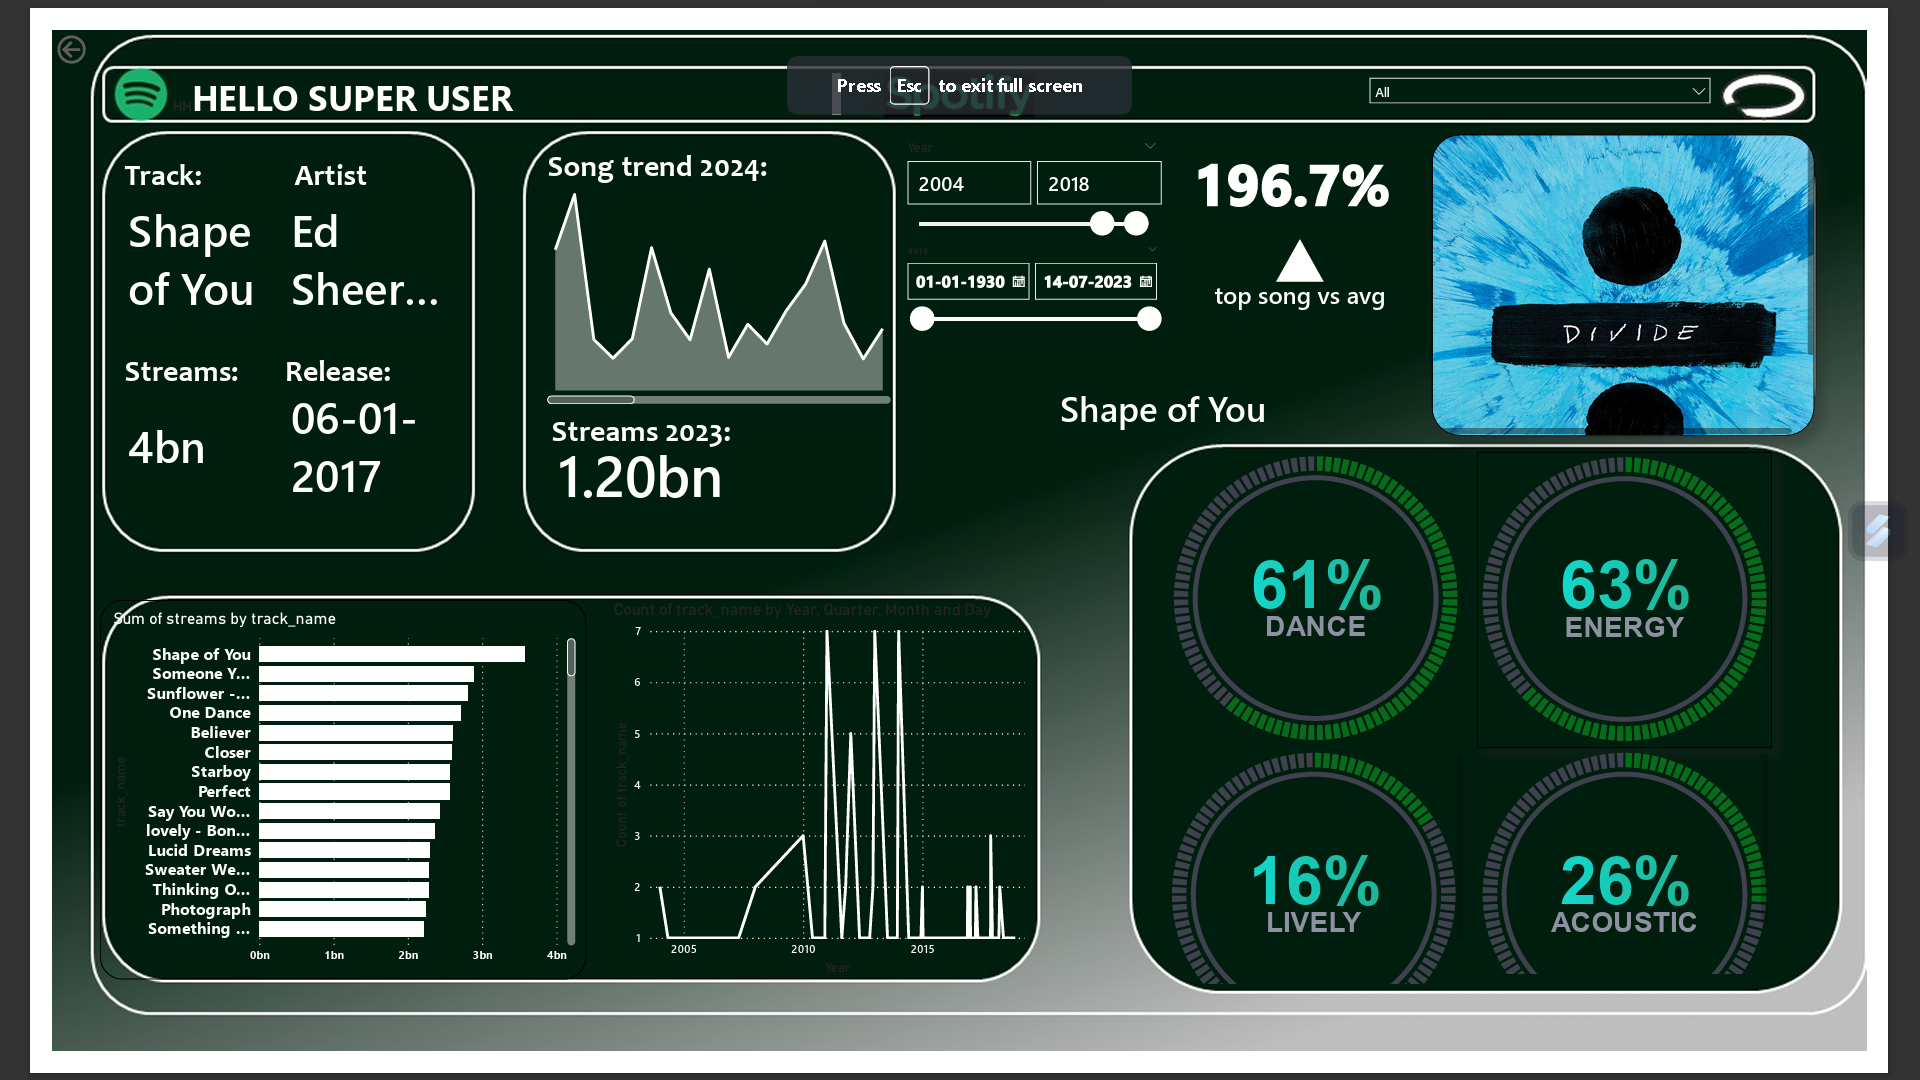 Press Esc to exit full screen
HELLO SUPER USER
Spotify
All
Track:
Artist
Shape
of You
Ed
Sheer...
Streams:
Release:
4bn
06-01-
2017
Song trend 2024:
Streams 2023:
1.20bn
Year
2004
2018
date
01-01-1930
14-07-2023
196.7%
top song vs avg
DIVIDE
Shape of You
Sum of streams by track_name
track_name
Shape of You
Someone Y...
Sunflower -...
One Dance
Believer
Closer
Starboy
Perfect
Say You Wo...
lovely - Bon...
Lucid Dreams
Sweater We...
Thinking O...
Photograph
Something ...
0bn
1bn
2bn
3bn
4bn
Count of track_name by Year, Quarter, Month and Day
Count of track_name
7
6
5
4
3
2
1
2005
2010
2015
Year
61%
DANCE
63%
ENERGY
16%
LIVELY
26%
ACOUSTIC